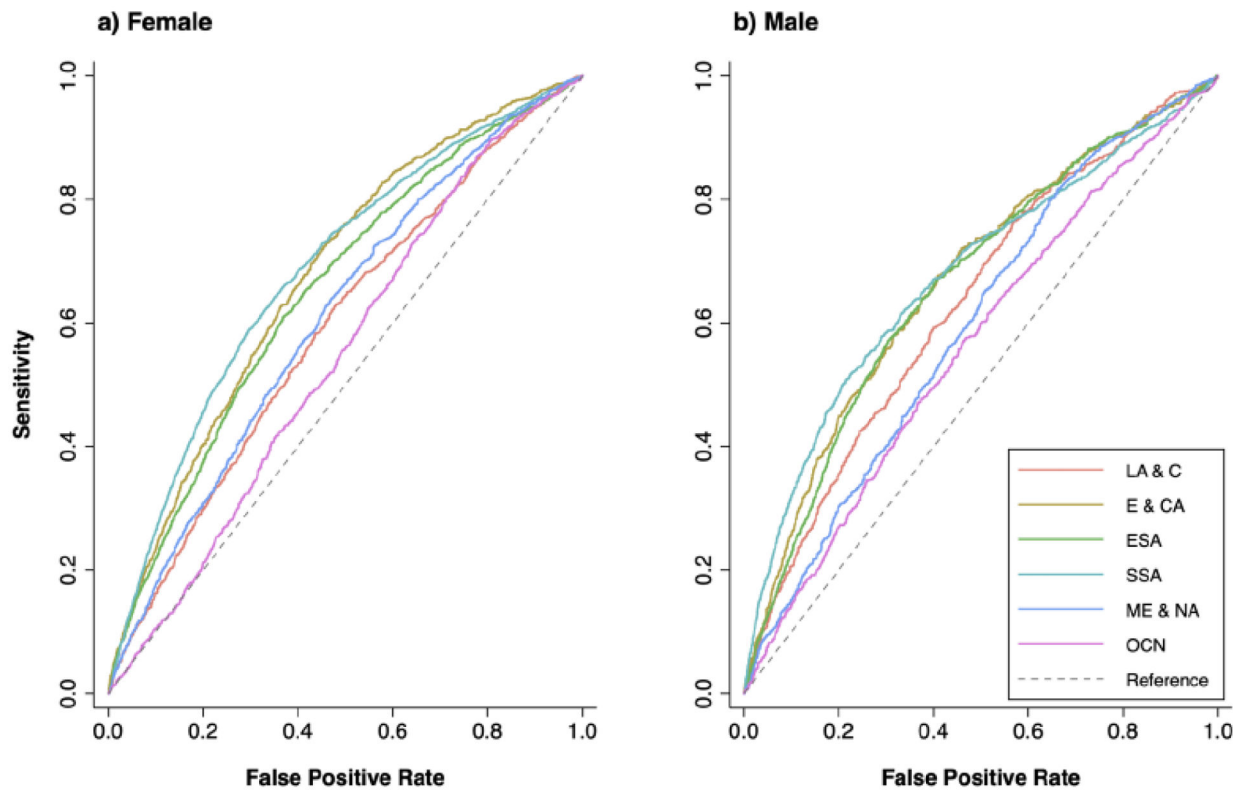 a) Female
b) Male
Sensitivity
1.0
0.8
0.6
0.4
0.2
0.0
0.0 0.2 0.4 0.6 0.8 1.0
False Positive Rate
1.0
0.8
0.6
0.4
0.2
0.0
0.0 0.2 0.4 0.6 0.8 1.0
False Positive Rate
LA & C
E & CA
ESA
SSA
ME & NA
OCN
Reference